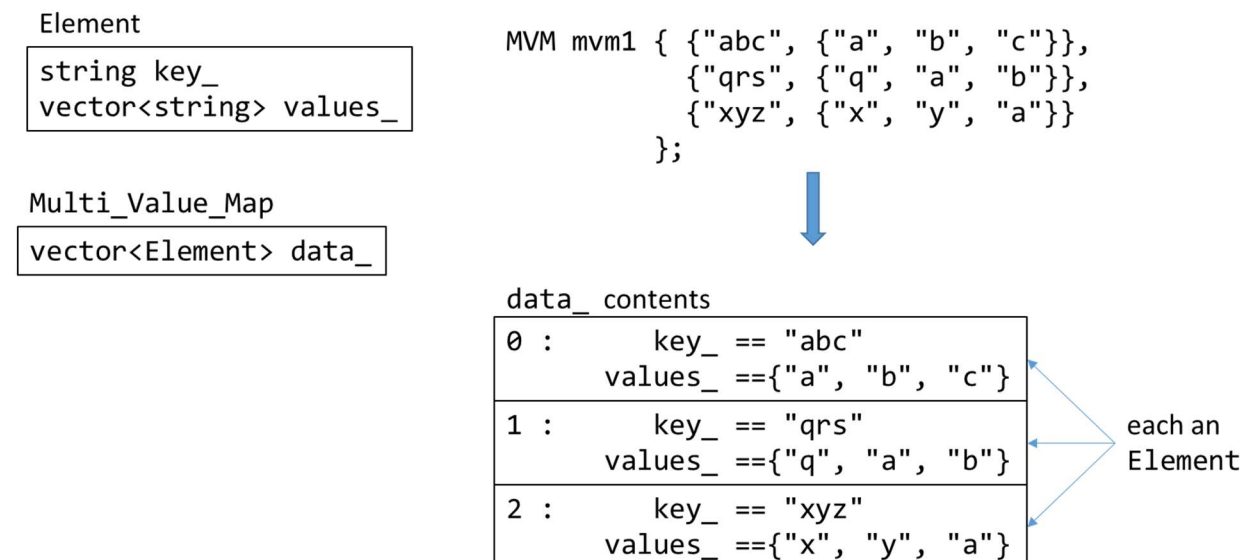 Element
string key_
vector<string> values_
Multi_Value_Map
vector<Element> data_
MVM mvm1 { {"abc", {"a", "b", "c"}},
{"qrs", {"q", "a", "b"}},
{"xyz", {"x", "y", "a"}}
};
data_ contents
0 : key_ == "abc"
values_ =={"a", "b", "c"}
1 : key_ == "qrs"
values_ =={"q", "a", "b"}
2 : key_ == "xyz"
values_ =={"x", "y", "a"}
each an
Element